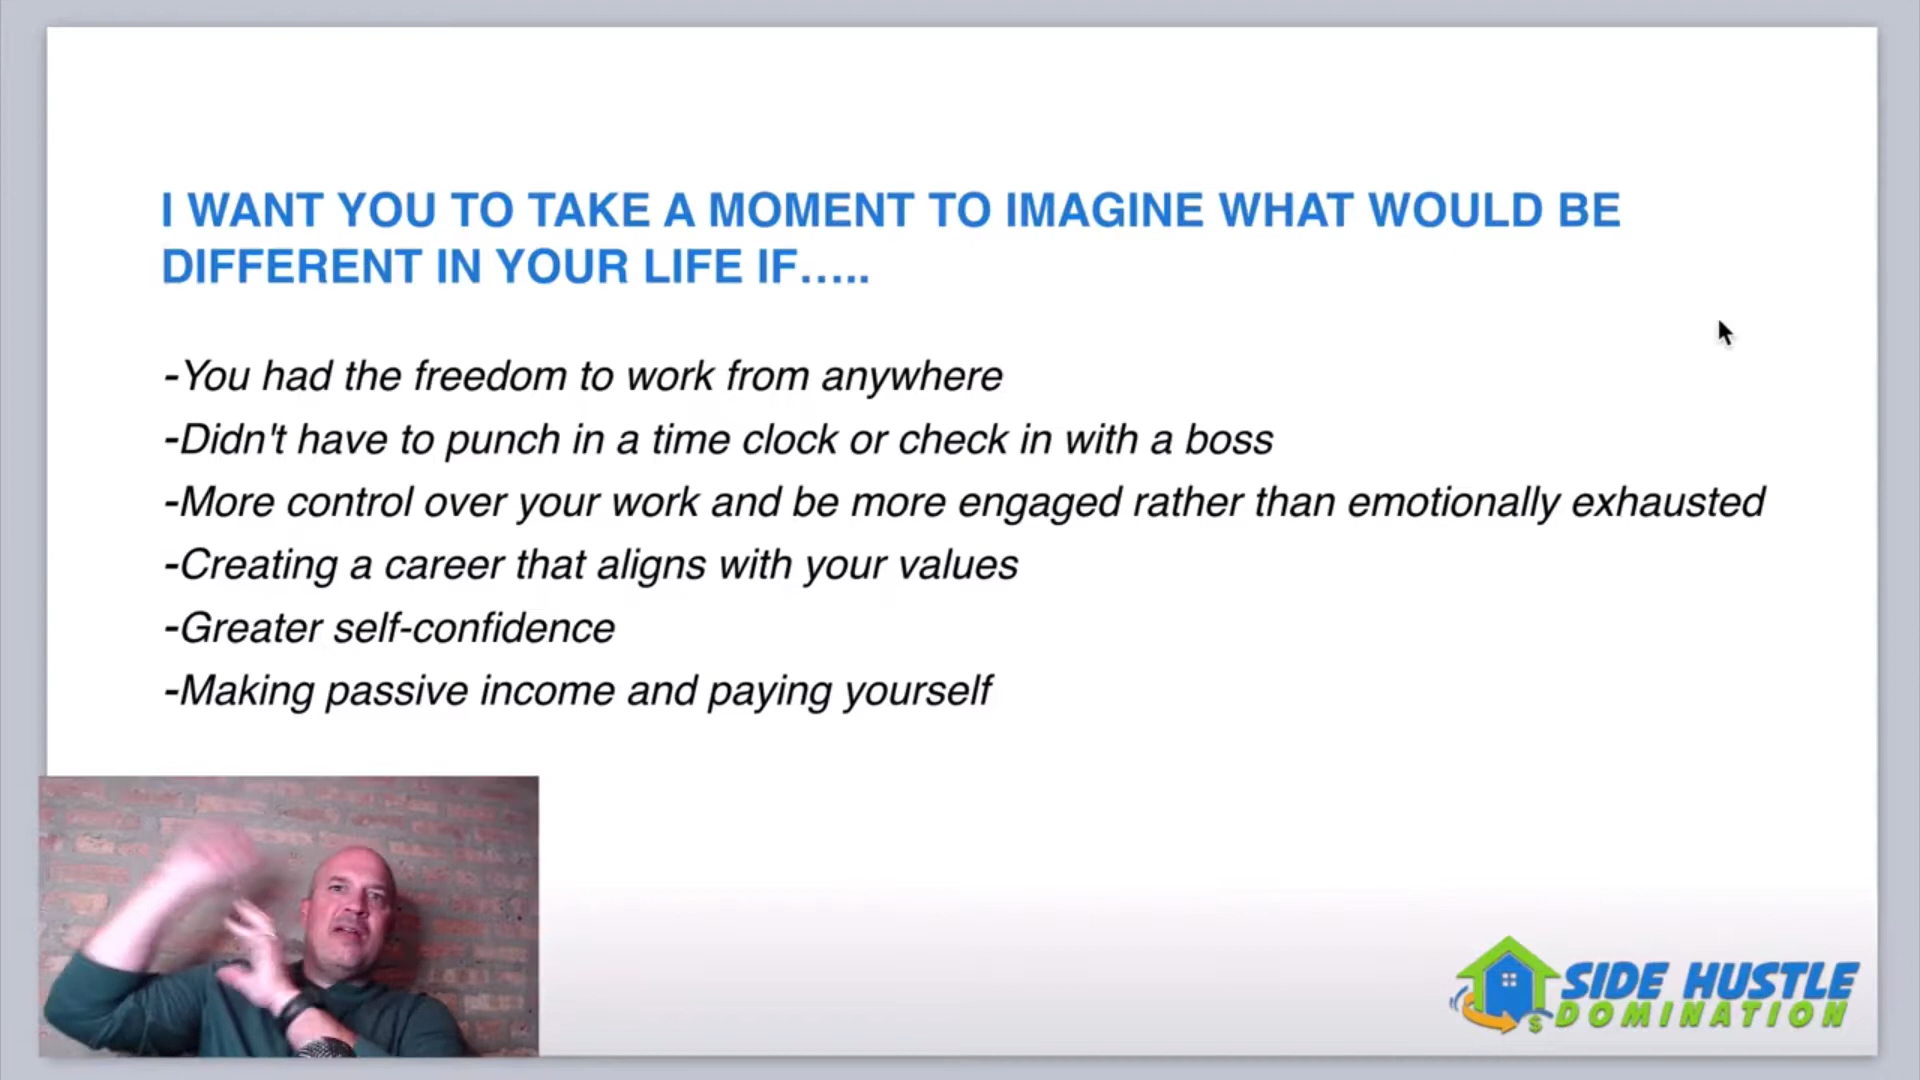 I WANT YOU TO TAKE A MOMENT TO IMAGINE WHAT WOULD BE
DIFFERENT IN YOUR LIFE IF.....
-You had the freedom to work from anywhere
-Didn't have to punch in a time clock or check in with a boss
-More control over your work and be more engaged rather than emotionally exhausted
-Creating a career that aligns with your values
-Greater self-confidence
-Making passive income and paying yourself
SIDE HUSTLE
$ DOMINATION